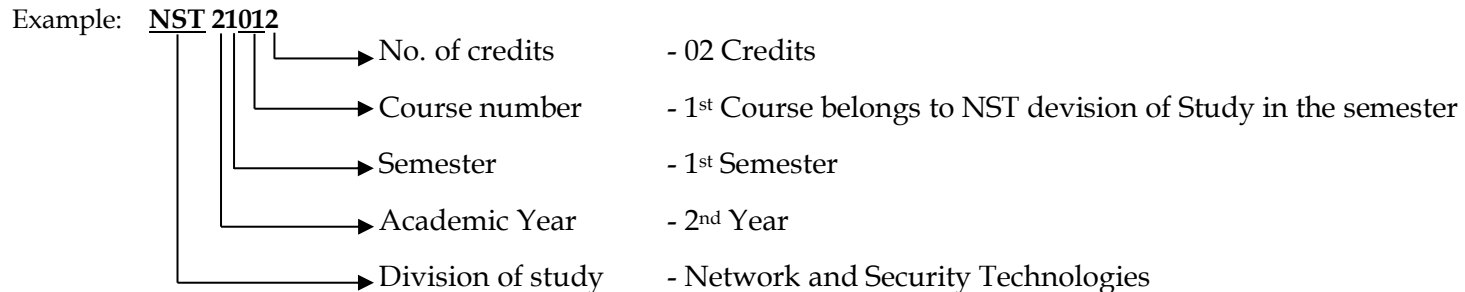 Example: NST 21012
No. of credits - 02 Credits
Course number - 1st Course belongs to NST devision of Study in the semester
Semester - 1st Semester
Academic Year - 2nd Year
Division of study - Network and Security Technologies